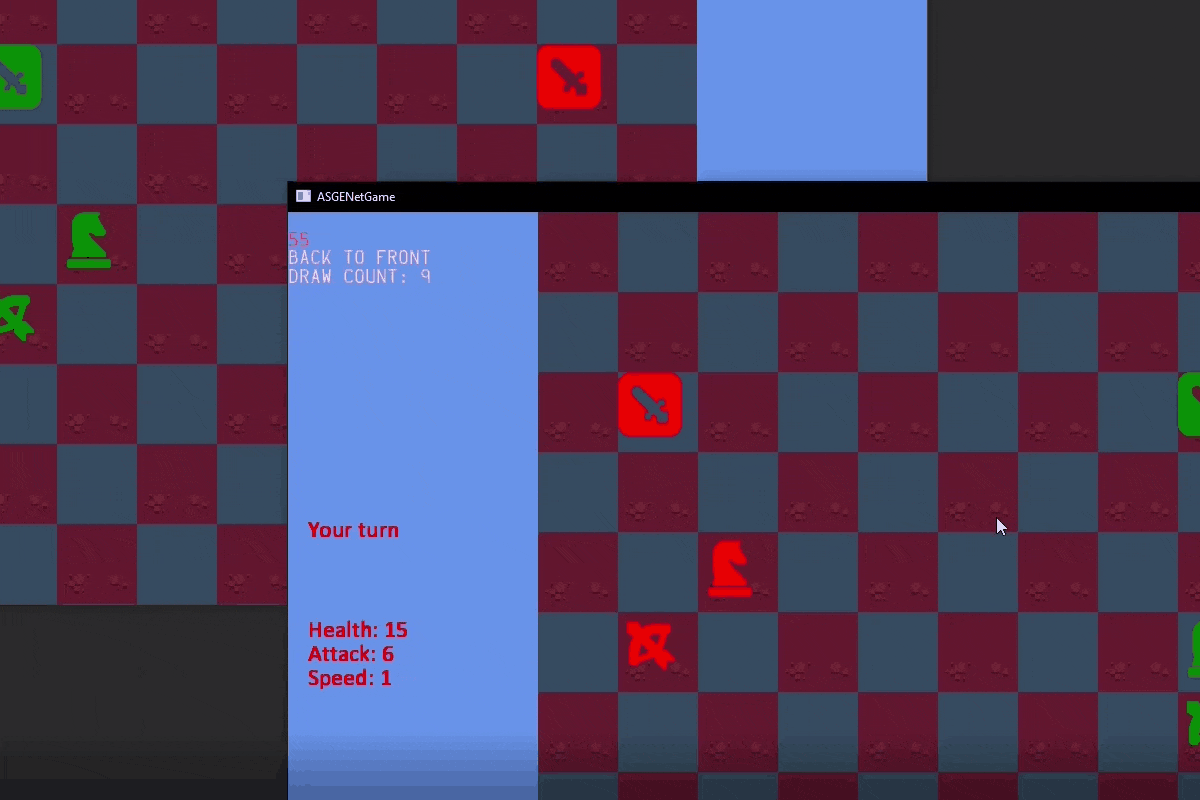 ASGENetGame
55
BACK TO FRONT
DRAW COUNT: 9
Your turn
Health: 15
Attack: 6
Speed: 1